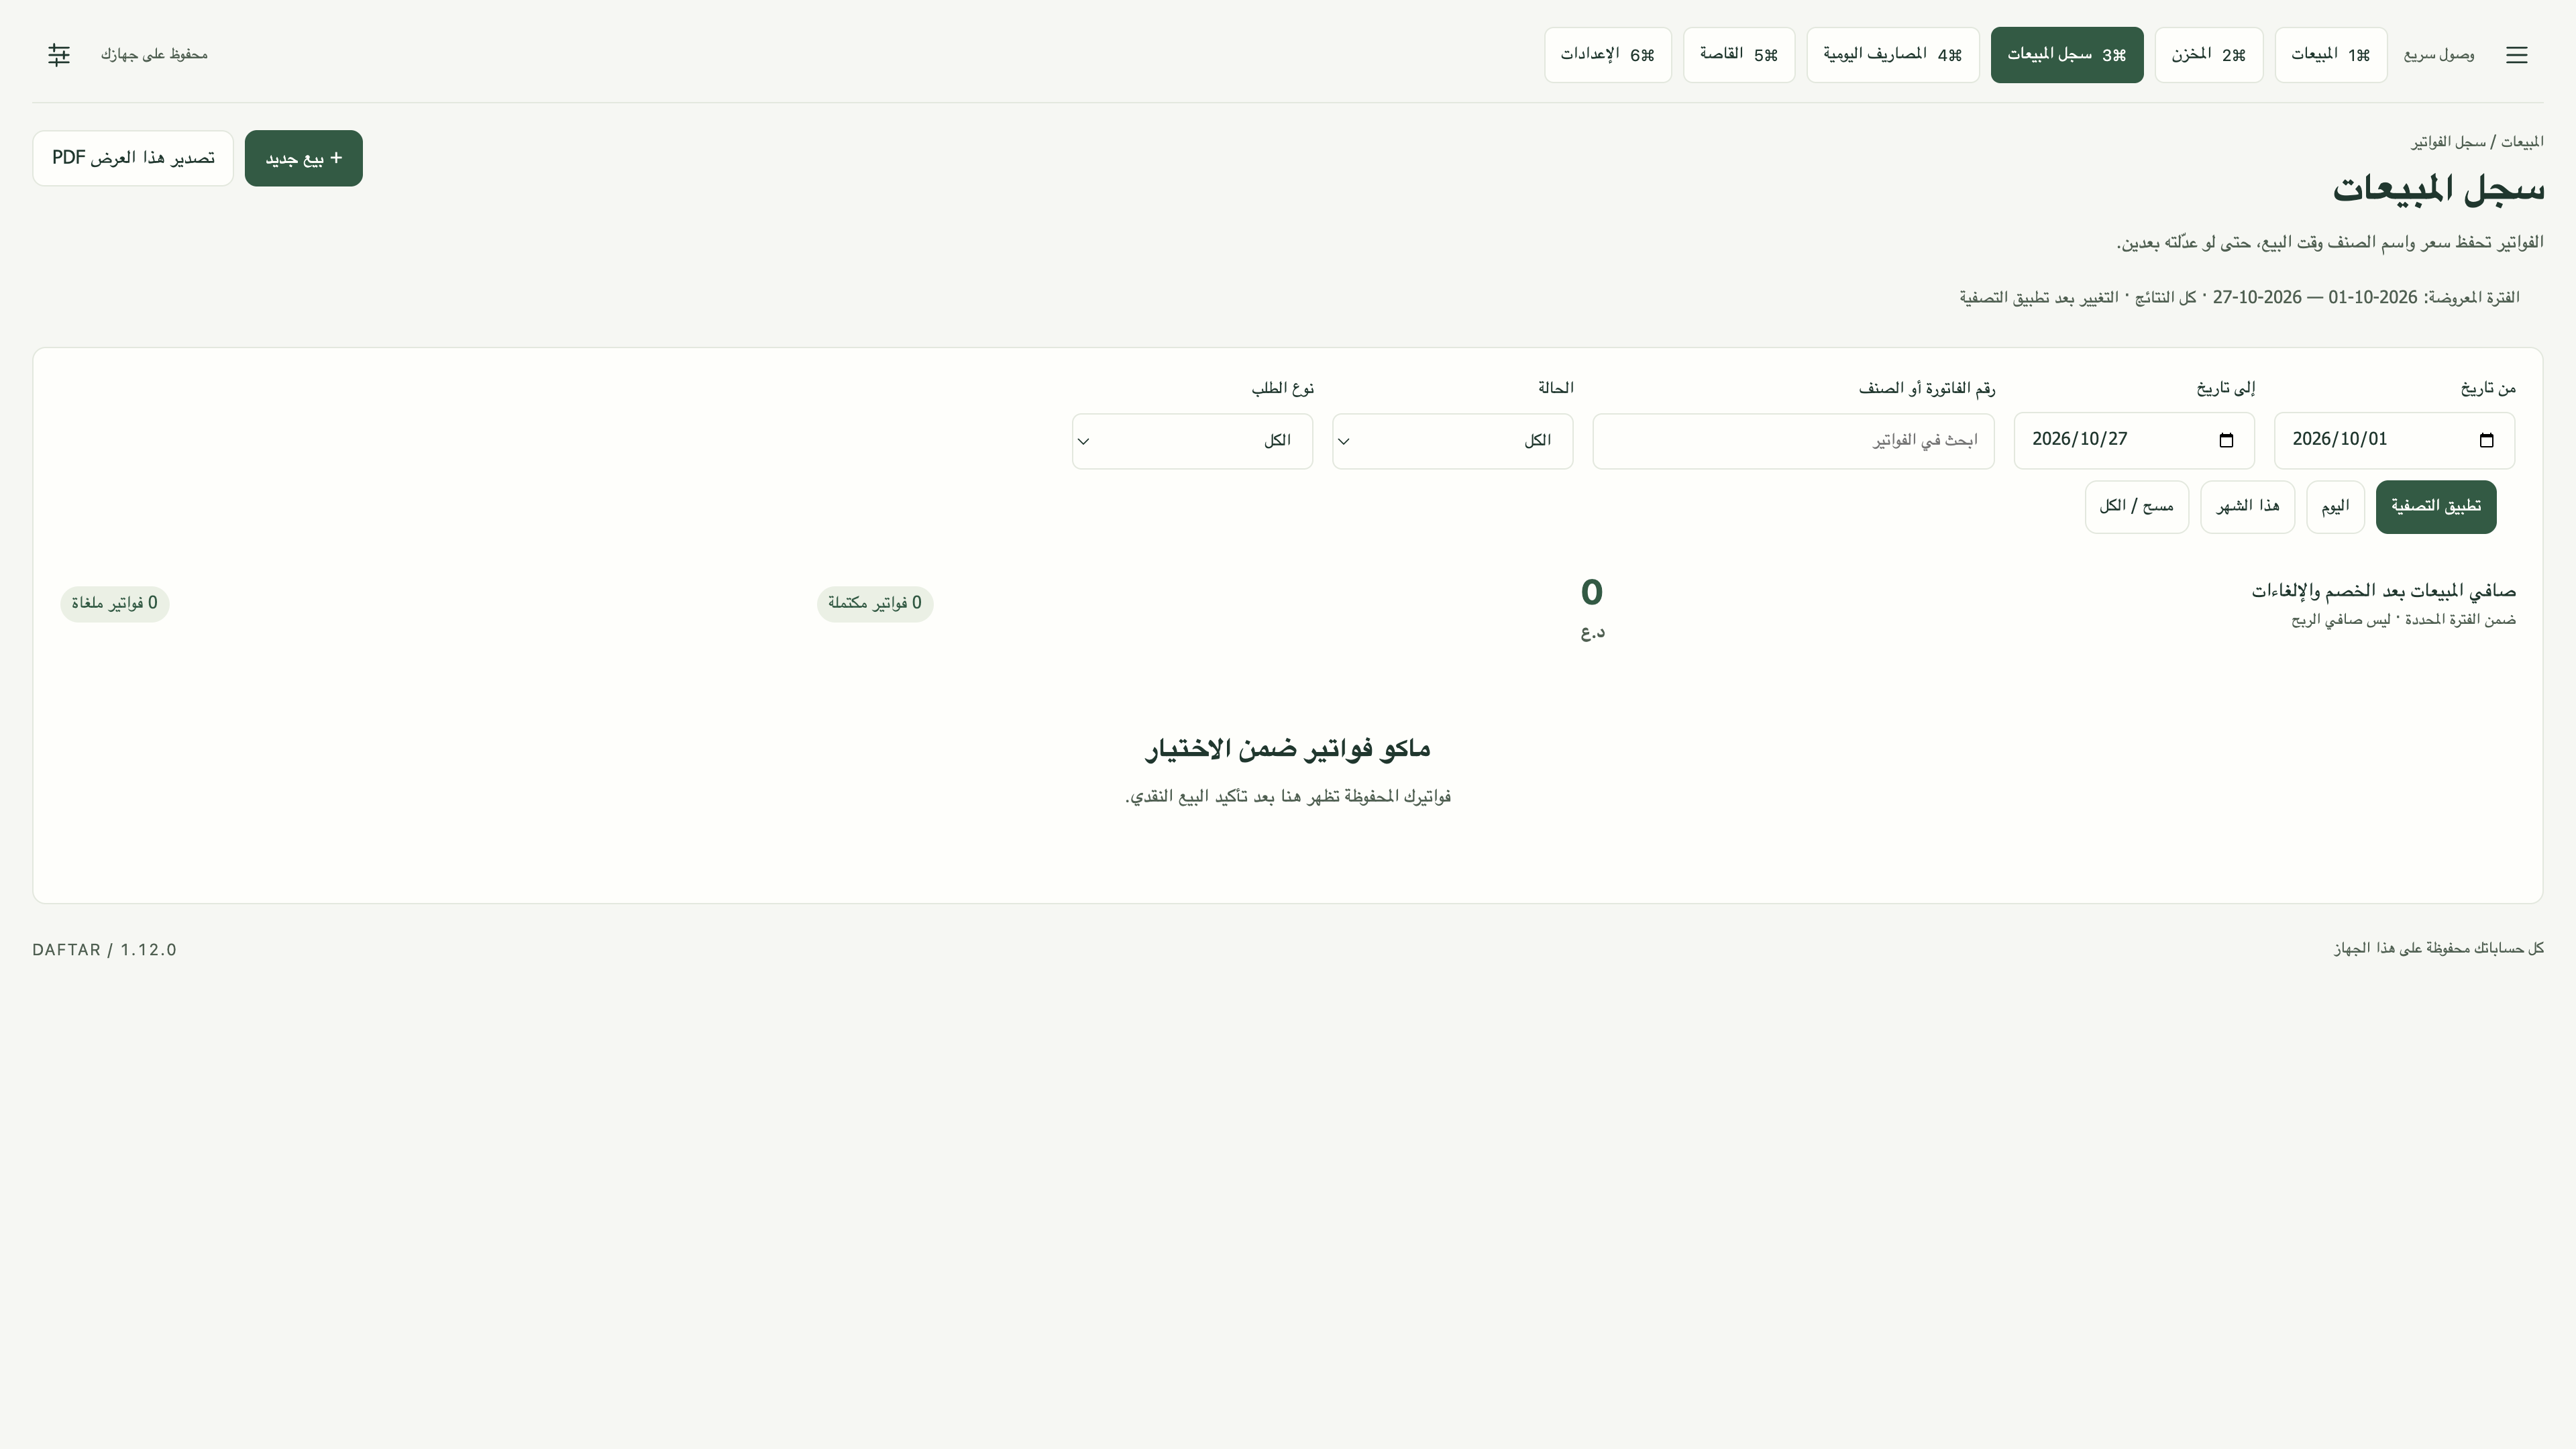 وصول سريع
⌘1 المبيعات
⌘2 المخزن
⌘3 سجل المبيعات
⌘4 المصاريف اليومية
⌘5 القاصة
⌘6 الإعدادات
محفوظ على جهازك
المبيعات / سجل الفواتير
سجل المبيعات
+ بيع جديد
تصدير هذا العرض PDF
الفواتير تحفظ سعر واسم الصنف وقت البيع، حتى لو عدّلته بعدين.
الفترة المعروضة: 2026-10-01 — 2026-10-27 · كل النتائج · التغيير بعد تطبيق التصفية
من تاريخ
إلى تاريخ
رقم الفاتورة أو الصنف
الحالة
نوع الطلب
2026/10/01
2026/10/27
ابحث في الفواتير
الكل
الكل
تطبيق التصفية
اليوم
هذا الشهر
مسح / الكل
صافي المبيعات بعد الخصم والإلغاءات
ضمن الفترة المحددة · ليس صافي الربح
0
د.ع
0 فواتير مكتملة
0 فواتير ملغاة
ماكو فواتير ضمن الاختيار
فواتيرك المحفوظة تظهر هنا بعد تأكيد البيع النقدي.
كل حساباتك محفوظة على هذا الجهاز
DAFTAR / 1.12.0